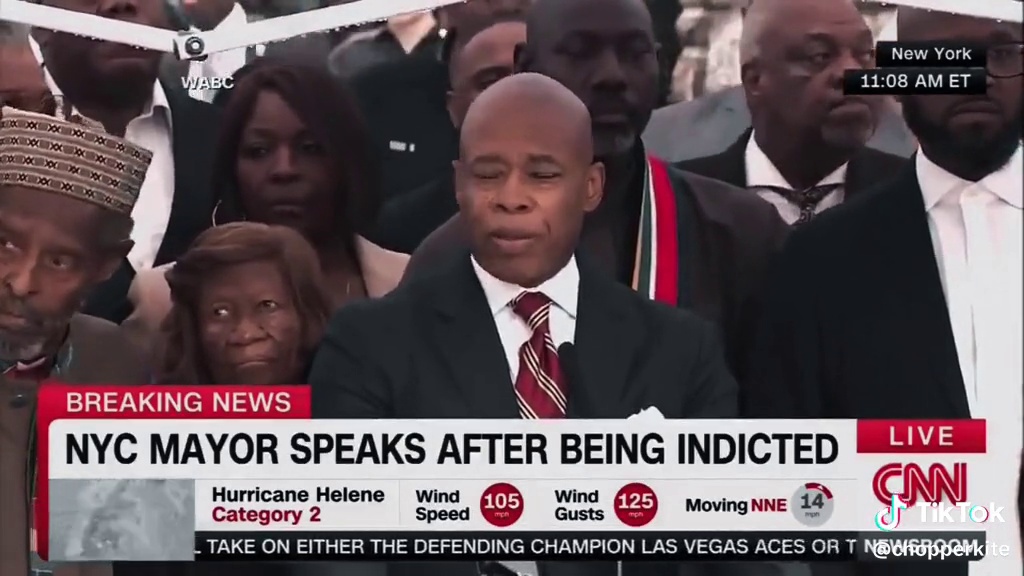 WABC
New York
11:08 AM ET
BREAKING NEWS
NYC MAYOR SPEAKS AFTER BEING INDICTED
LIVE
CNN
Hurricane Helene
Category 2
Wind Speed
105 mph
Wind Gusts
125 mph
Moving NNE
14 mph
TikTok
TAKE ON EITHER THE DEFENDING CHAMPION LAS VEGAS ACES OR T
NEWSROOM
@chopperkite